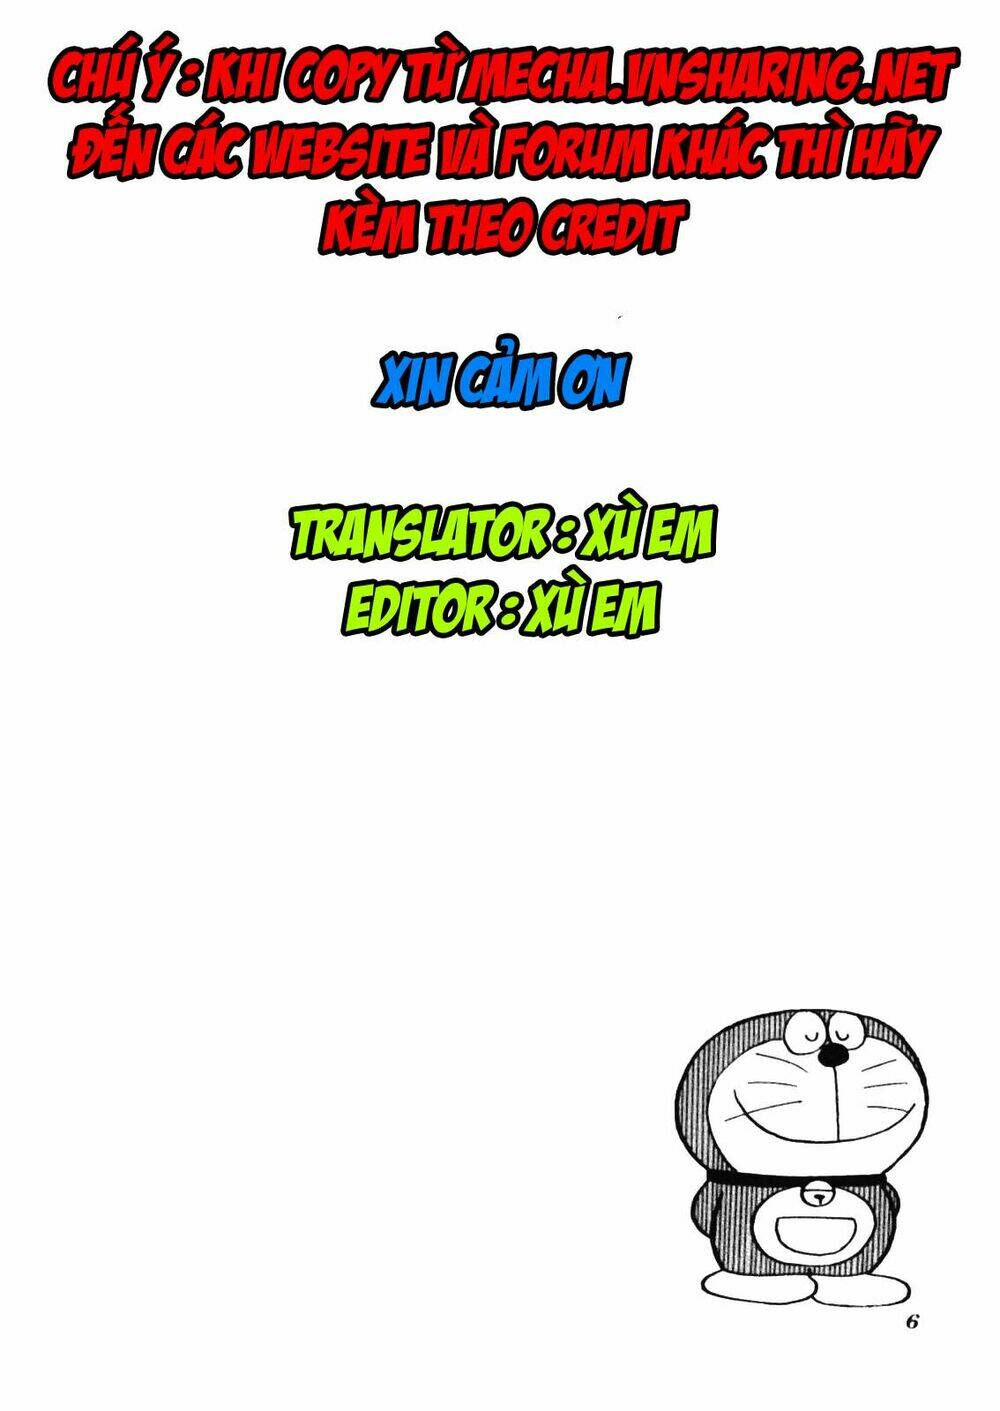 CHÚ Ý : KHI COPY TỪ MECHA.VNSHARING.NET
ĐẾN CÁC WEBSITE VÀ FORUM KHÁC THÌ HÃY
KÈM THEO CREDIT
XIN CẢM ƠN
TRANSLATOR : XÙ EM
EDITOR : XÙ EM
6